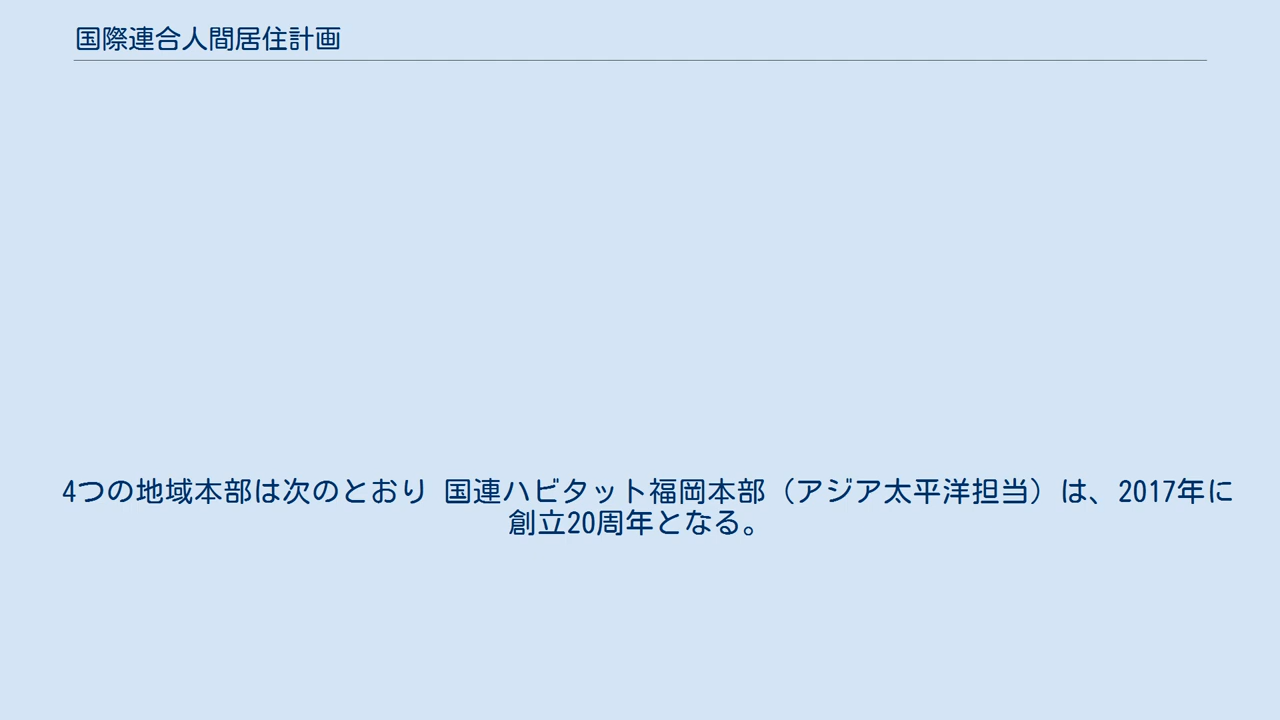 国際連合人間居住計画
4つの地域本部は次のとおり 国連ハビタット福岡本部（アジア太平洋担当）は、2017年に
創立20周年となる。